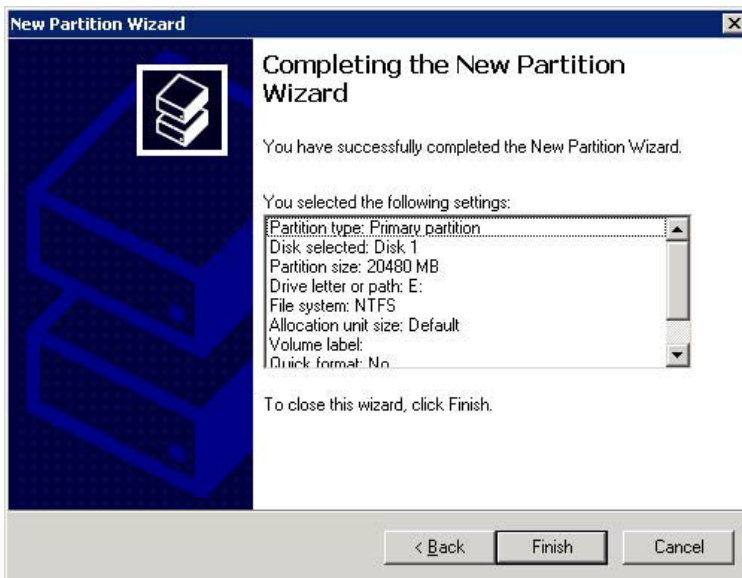 New Partition Wizard
Completing the New Partition
Wizard
You have successfully completed the New Partition Wizard.
You selected the following settings:
Partition type: Primary partition
Disk selected: Disk 1
Partition size: 20480 MB
Drive letter or path: E:
File system: NTFS
Allocation unit size: Default
Volume label:
Quick format: No
To close this wizard, click Finish.
< Back
Finish
Cancel